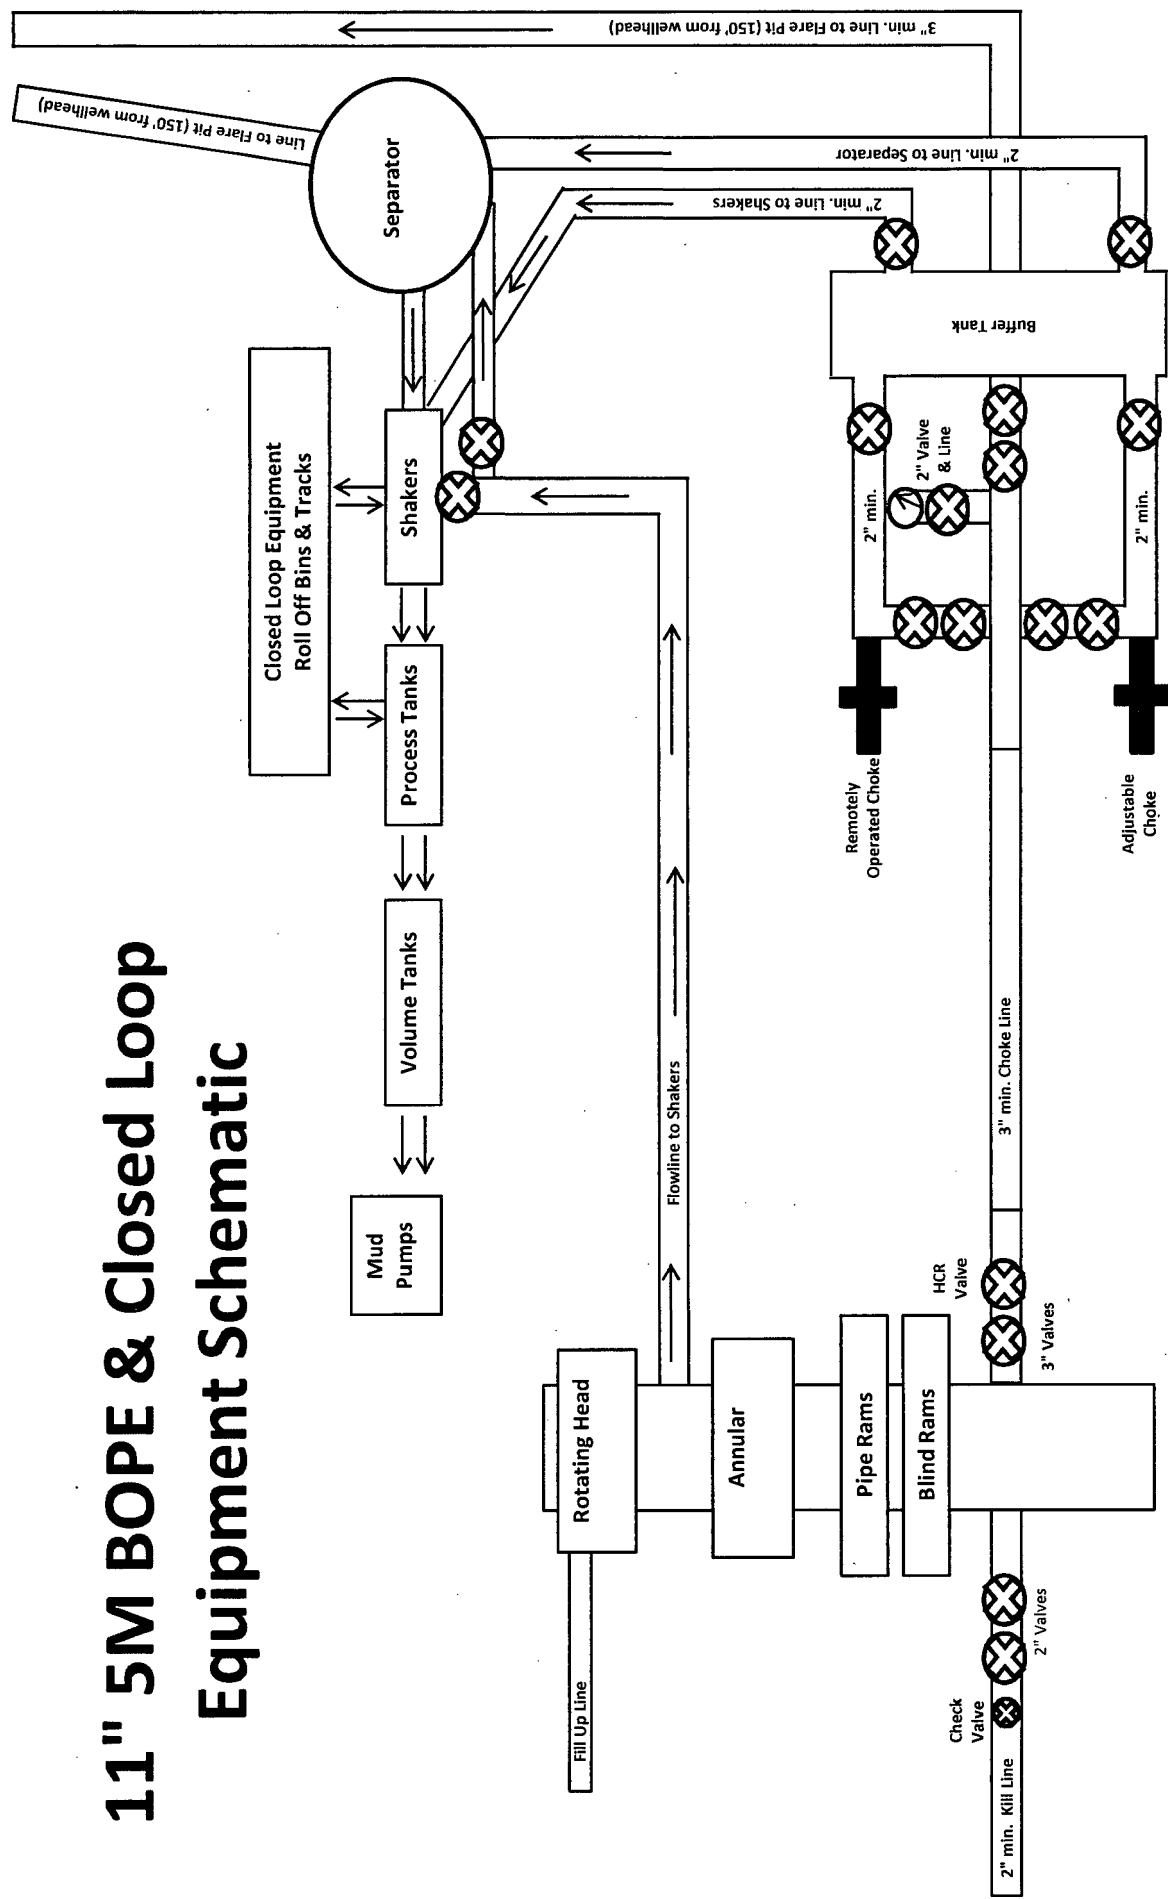 11" 5M BOPE & Closed Loop
Equipment Schematic
Closed Loop Equipment
Roll Off Bins & Tracks
Mud
Pumps
Volume Tanks
Process Tanks
Shakers
Separator
Line to Flare Pit (150' from wellhead)
3" min. Line to Flare Pit (150' from wellhead)
Fill Up Line
Rotating Head
Flowline to Shakers
Annular
Pipe Rams
Blind Rams
2" min. Kill Line
Check
Valve
2" Valves
HCR
Valve
3" Valves
3" min. Choke Line
Remotely
Operated Choke
Adjustable
Choke
2" min.
2" Valve
& Line
2" min.
Buffer Tank
2" min. Line to Shakers
2" min. Line to Separator